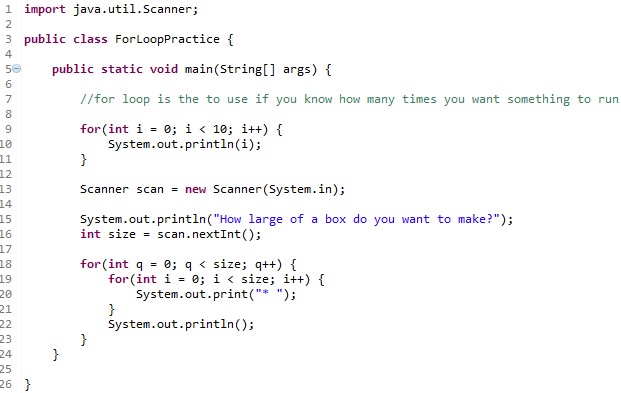 1 import java.util.Scanner;
2
3 public class ForLoopPractice {
4
5 public static void main(String[] args) {
6
7 //for loop is the to use if you know how many times you want something to run
8
9 for(int i = 0; i < 10; i++) {
10 System.out.println(i);
11 }
12
13 Scanner scan = new Scanner(System.in);
14
15 System.out.println("How large of a box do you want to make?");
16 int size = scan.nextInt();
17
18 for(int q = 0; q < size; q++) {
19 for(int i = 0; i < size; i++) {
20 System.out.print("* ");
21 }
22 System.out.println();
23 }
24 }
25
26 }